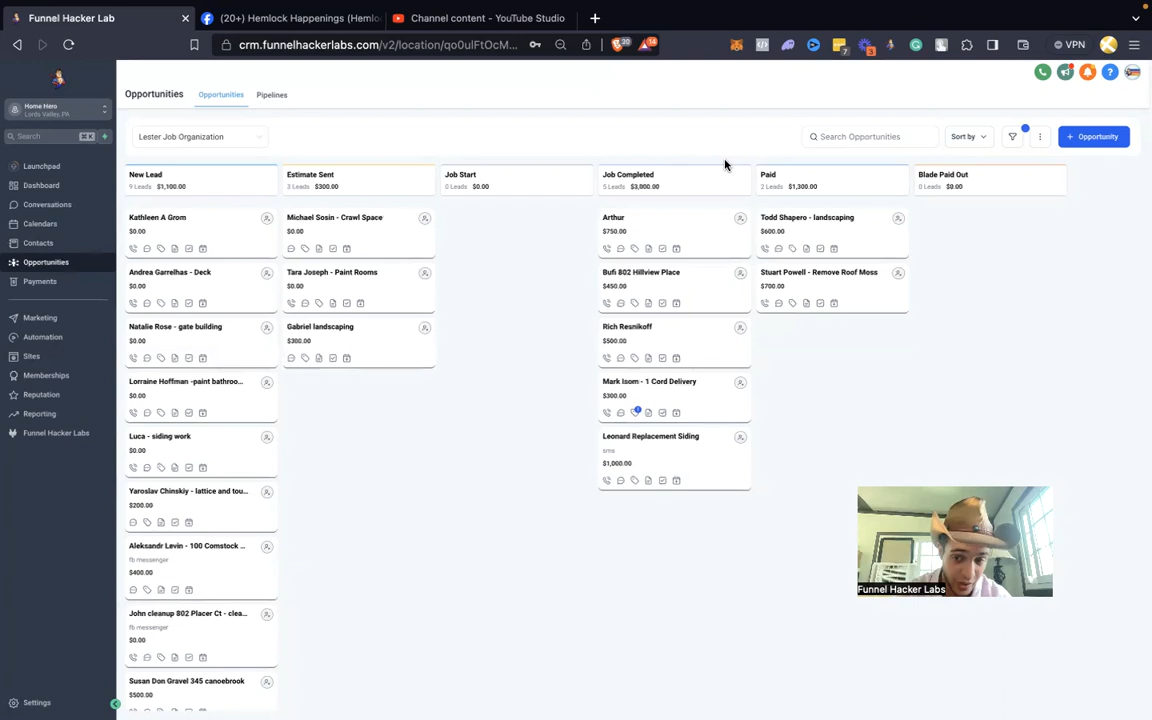 Funnel Hacker Lab
(20+) Hemlock Happenings (Hemlo
Channel content - YouTube Studio
crm.funnelhackerlabs.com/v2/location/qo0ulFtOcM...
20
14
7
3
VPN
Home Hero
Lords Valley, PA
Search
⌘K
Launchpad
Dashboard
Conversations
Calendars
Contacts
Opportunities
Payments
Marketing
Automation
Sites
Memberships
Reputation
Reporting
Funnel Hacker Labs
Settings
Opportunities
Opportunities
Pipelines
Lester Job Organization
Search Opportunities
Sort by
+ Opportunity
New Lead
9 Leads $1,100.00
Kathleen A Grom
$0.00
Andrea Garrelhas - Deck
$0.00
Natalie Rose - gate building
$0.00
Lorraine Hoffman -paint bathroo...
$0.00
Luca - siding work
$0.00
Yaroslav Chinskiy - lattice and tou...
$200.00
Aleksandr Levin - 100 Comstock ...
fb messenger
$400.00
John cleanup 802 Placer Ct - clea...
fb messenger
$0.00
Susan Don Gravel 345 canoebrook
$500.00
Estimate Sent
3 Leads $300.00
Michael Sosin - Crawl Space
$0.00
Tara Joseph - Paint Rooms
$0.00
Gabriel landscaping
$300.00
Job Start
0 Leads $0.00
Job Completed
5 Leads $3,000.00
Arthur
$750.00
Bufi 802 Hillview Place
$450.00
Rich Resnikoff
$500.00
Mark Isom - 1 Cord Delivery
$300.00
1
Leonard Replacement Siding
sms
$1,000.00
Paid
2 Leads $1,300.00
Todd Shapero - landscaping
$600.00
Stuart Powell - Remove Roof Moss
$700.00
Blade Paid Out
0 Leads $0.00
Funnel Hacker Labs